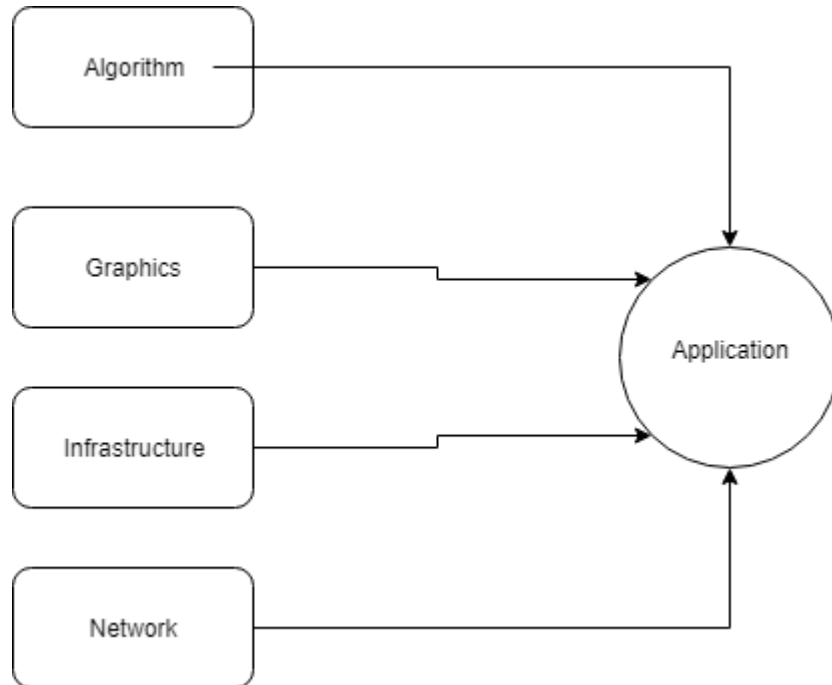 Algorithm
Graphics
Application
Infrastructure
Network